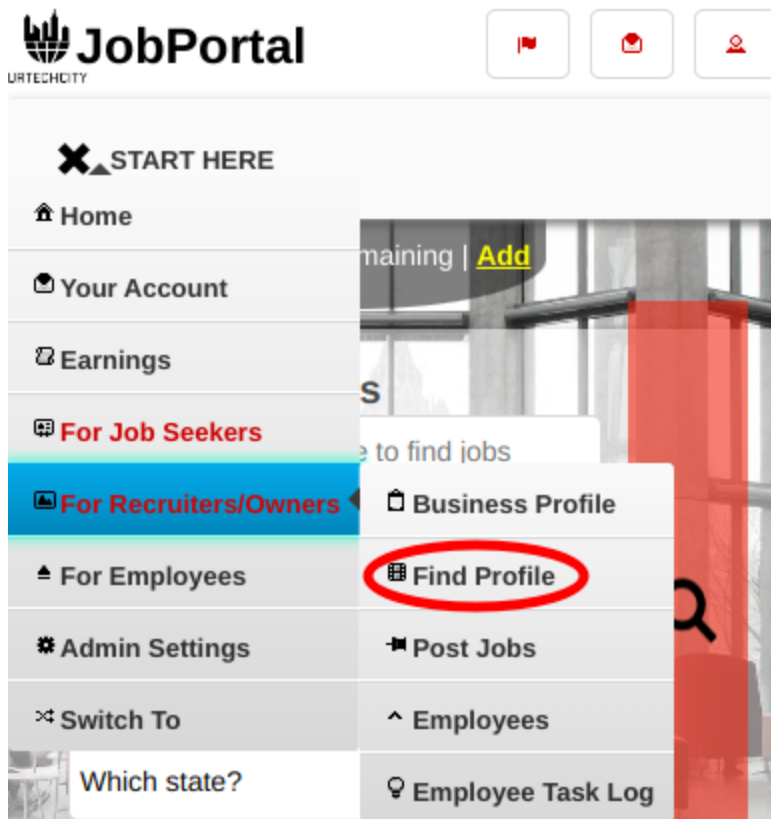 JobPortal
URTECHCITY
START HERE
Home
maining | Add
Your Account
Earnings
s
For Job Seekers
e to find jobs
For Recruiters/Owners
Business Profile
For Employees
Find Profile
Admin Settings
Post Jobs
Switch To
Employees
Which state?
Employee Task Log